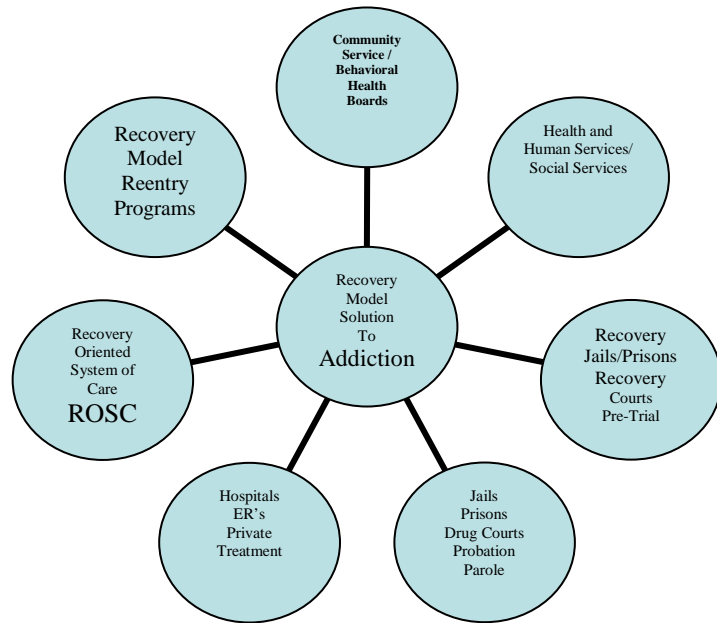 Community
Service /
Behavioral
Health
Boards
Recovery
Model
Reentry
Programs
Health and
Human Services/
Social Services
Recovery
Model
Solution
To
Addiction
Recovery
Oriented
System of
Care
ROSC
Recovery
Jails/Prisons
Recovery
Courts
Pre-Trial
Hospitals
ER's
Private
Treatment
Jails
Prisons
Drug Courts
Probation
Parole